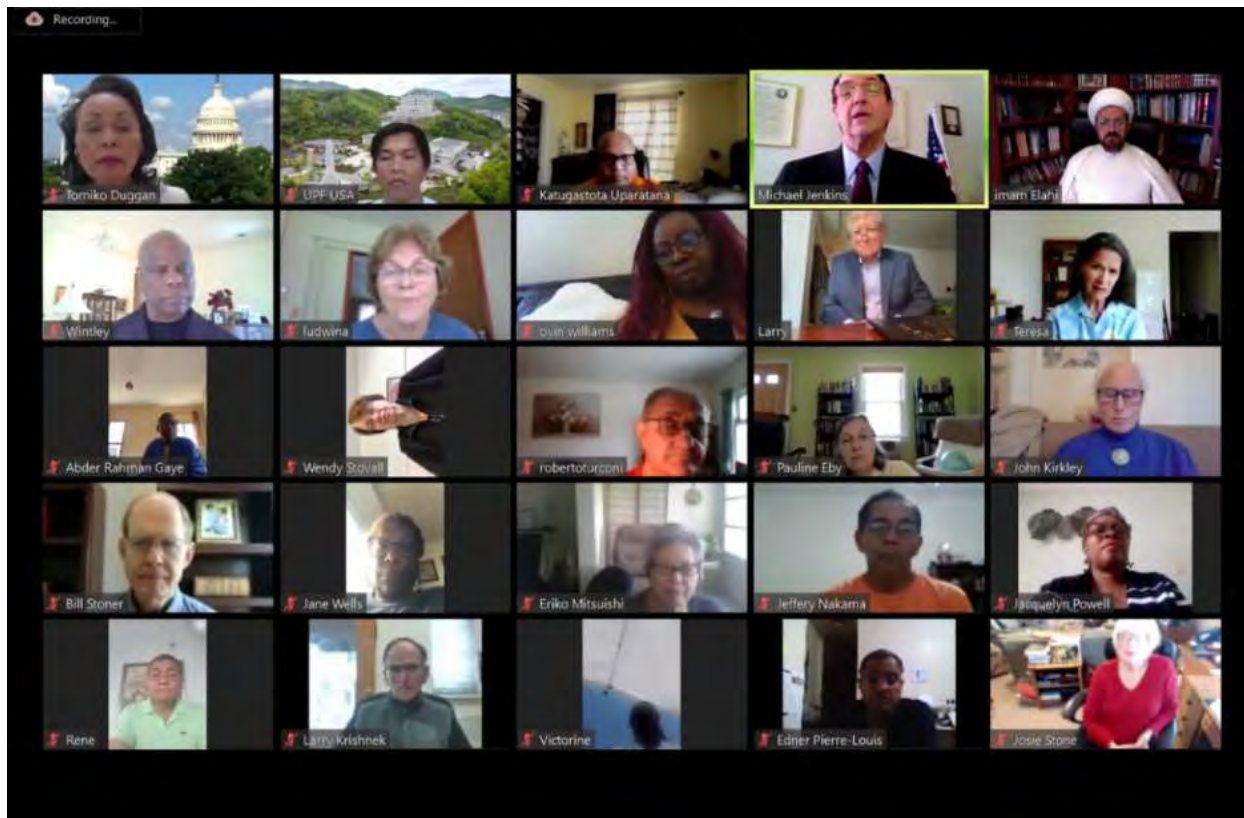 Recording...
Tomiko Duggan
UPF USA
Katugastota Uparatana
Michael Jenkins
imam Elahi
Wintley
ludwina
oyin williams
Larry
Teresa
Abder Rahman Gaye
Wendy Stovall
robertoturconi
Pauline Eby
John Kirkley
Bill Stoner
Jane Wells
Eriko Mitsuishi
Jeffery Nakama
Jacquelyn Powell
Rene
Larry Krishnek
Victorine
Edner Pierre-Louis
Josie Stone